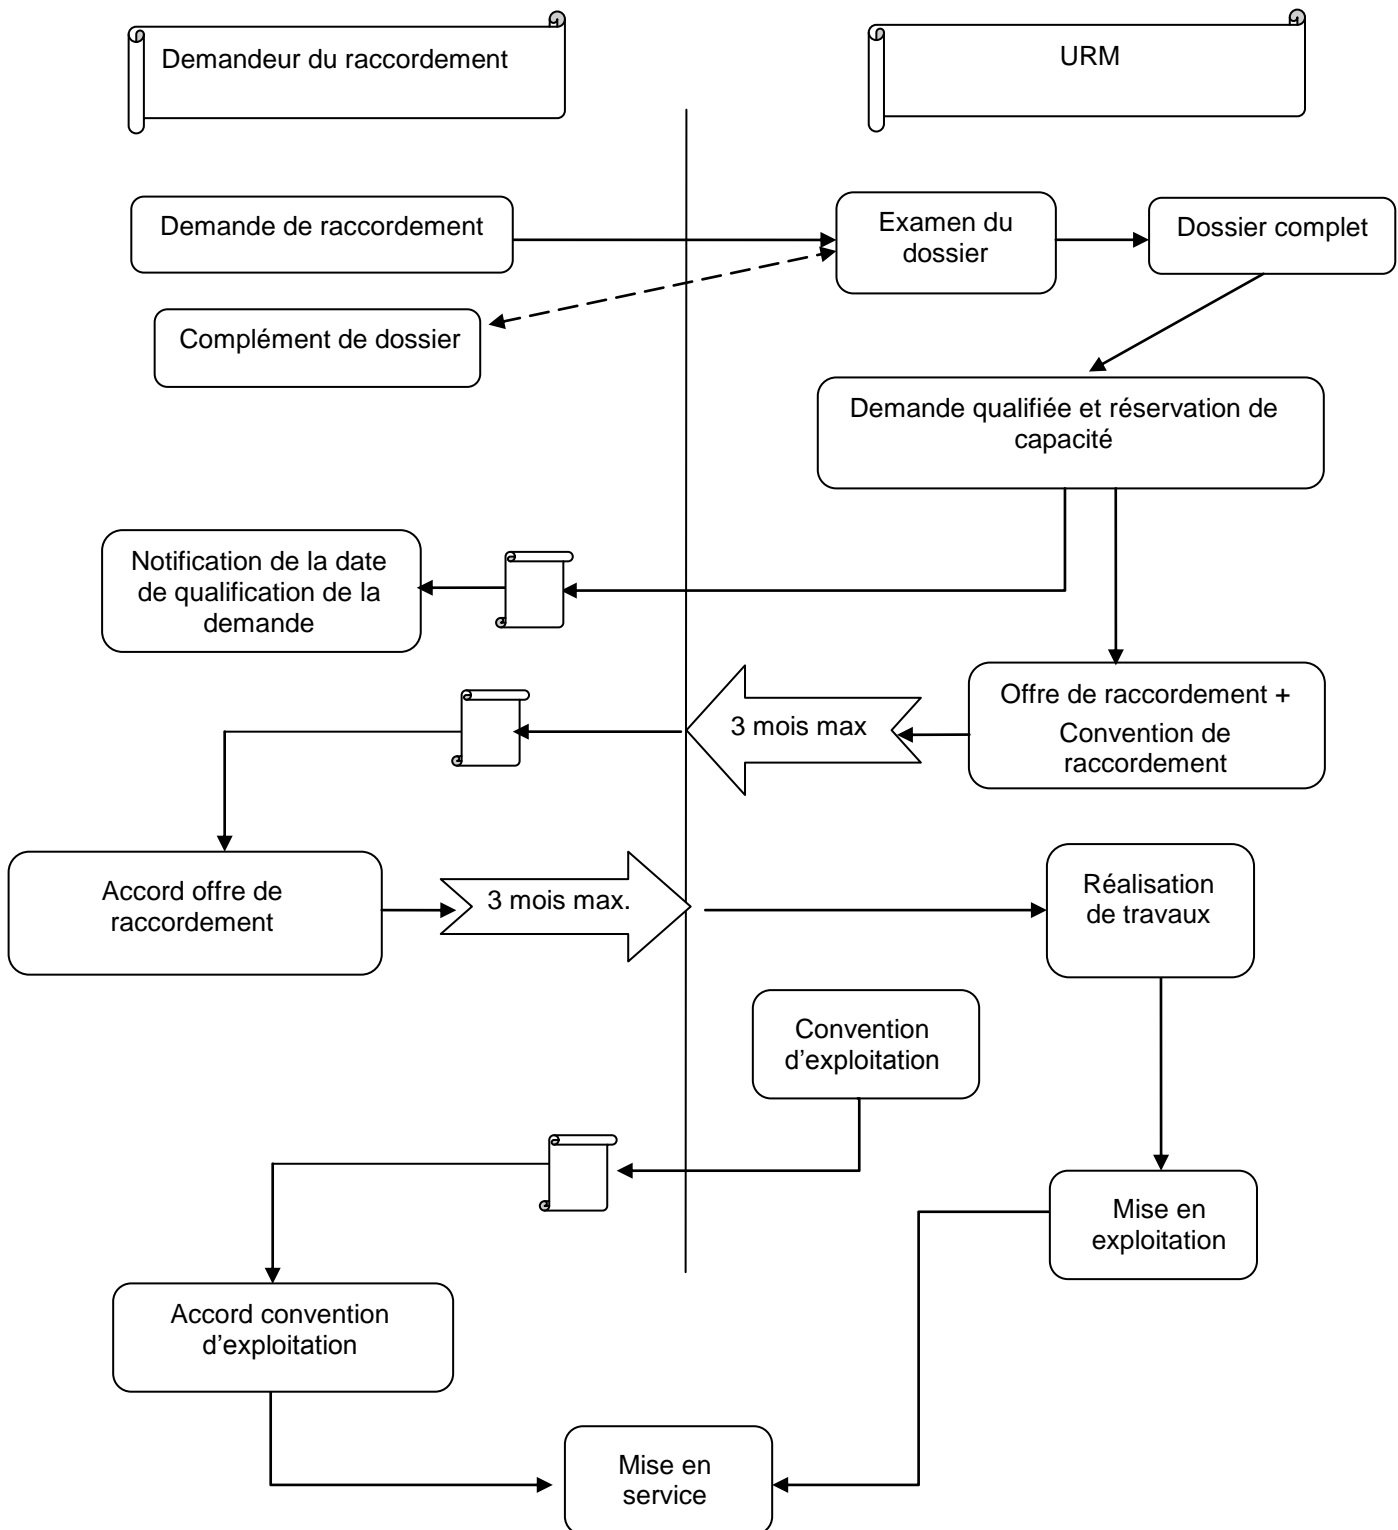 Demandeur du raccordement
URM
Demande de raccordement
Examen du
dossier
Dossier complet
Complément de dossier
Demande qualifiée et réservation de
capacité
Notification de la date
de qualification de la
demande
Offre de raccordement +
Convention de
raccordement
3 mois max
Accord offre de
raccordement
3 mois max.
Réalisation
de travaux
Convention
d’exploitation
Mise en
exploitation
Accord convention
d’exploitation
Mise en
service